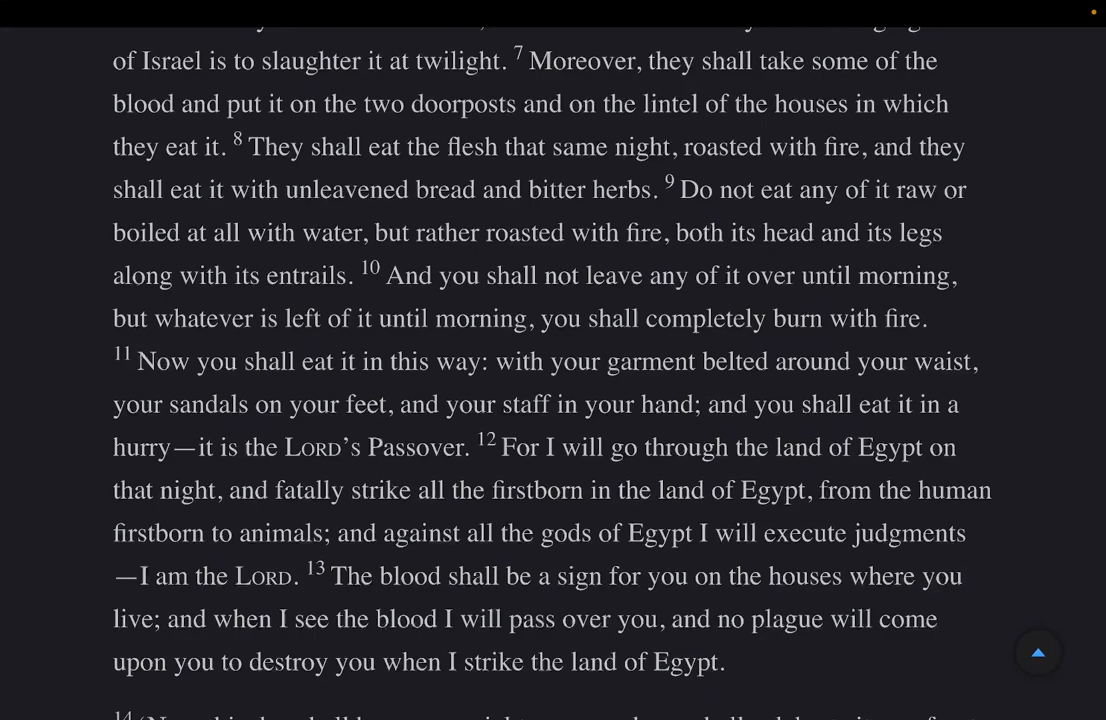 of Israel is to slaughter it at twilight. 7 Moreover, they shall take some of the
blood and put it on the two doorposts and on the lintel of the houses in which
they eat it. 8 They shall eat the flesh that same night, roasted with fire, and they
shall eat it with unleavened bread and bitter herbs. 9 Do not eat any of it raw or
boiled at all with water, but rather roasted with fire, both its head and its legs
along with its entrails. 10 And you shall not leave any of it over until morning,
but whatever is left of it until morning, you shall completely burn with fire.
11 Now you shall eat it in this way: with your garment belted around your waist,
your sandals on your feet, and your staff in your hand; and you shall eat it in a
hurry—it is the LORD’S Passover. 12 For I will go through the land of Egypt on
that night, and fatally strike all the firstborn in the land of Egypt, from the human
firstborn to animals; and against all the gods of Egypt I will execute judgments
—I am the LORD. 13 The blood shall be a sign for you on the houses where you
live; and when I see the blood I will pass over you, and no plague will come
upon you to destroy you when I strike the land of Egypt.